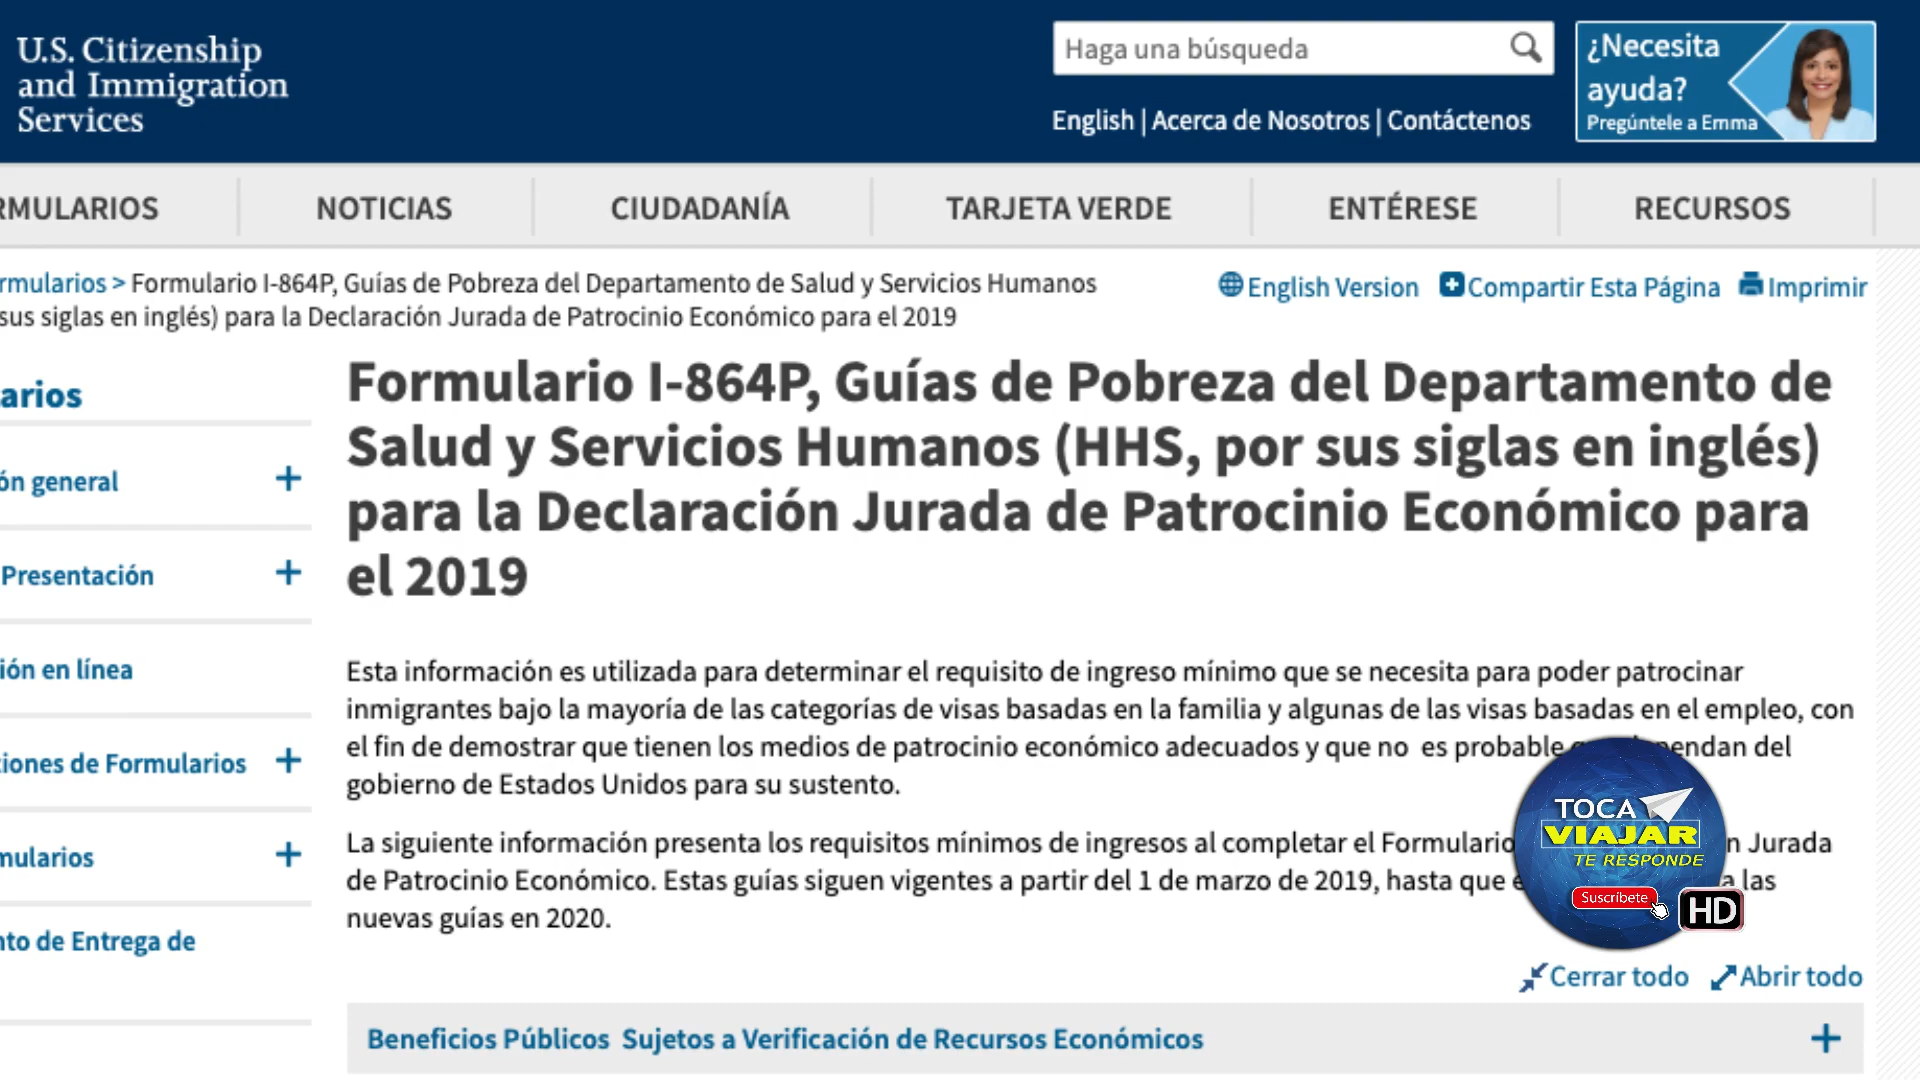 U.S. Citizenship
and Immigration
Services
Haga una búsqueda
¿Necesita
ayuda?
Pregúntele a Emma
English | Acerca de Nosotros | Contáctenos
RMULARIOS
NOTICIAS
CIUDADANÍA
TARJETA VERDE
ENTÉRESE
RECURSOS
rmularios > Formulario I-864P, Guías de Pobreza del Departamento de Salud y Servicios Humanos
sus siglas en inglés) para la Declaración Jurada de Patrocinio Económico para el 2019
English Version
Compartir Esta Página
Imprimir
arios
ón general
Presentación
ión en línea
iones de Formularios
mularios
nto de Entrega de
Formulario I-864P, Guías de Pobreza del Departamento de
Salud y Servicios Humanos (HHS, por sus siglas en inglés)
para la Declaración Jurada de Patrocinio Económico para
el 2019
Esta información es utilizada para determinar el requisito de ingreso mínimo que se necesita para poder patrocinar
inmigrantes bajo la mayoría de las categorías de visas basadas en la familia y algunas de las visas basadas en el empleo, con
el fin de demostrar que tienen los medios de patrocinio económico adecuados y que no es probable pendan del
gobierno de Estados Unidos para su sustento.
La siguiente información presenta los requisitos mínimos de ingresos al completar el Formulario n Jurada
de Patrocinio Económico. Estas guías siguen vigentes a partir del 1 de marzo de 2019, hasta que a las
nuevas guías en 2020.
TOCA
VIAJAR
TE RESPONDE
Suscríbete
HD
Cerrar todo
Abrir todo
Beneficios Públicos Sujetos a Verificación de Recursos Económicos